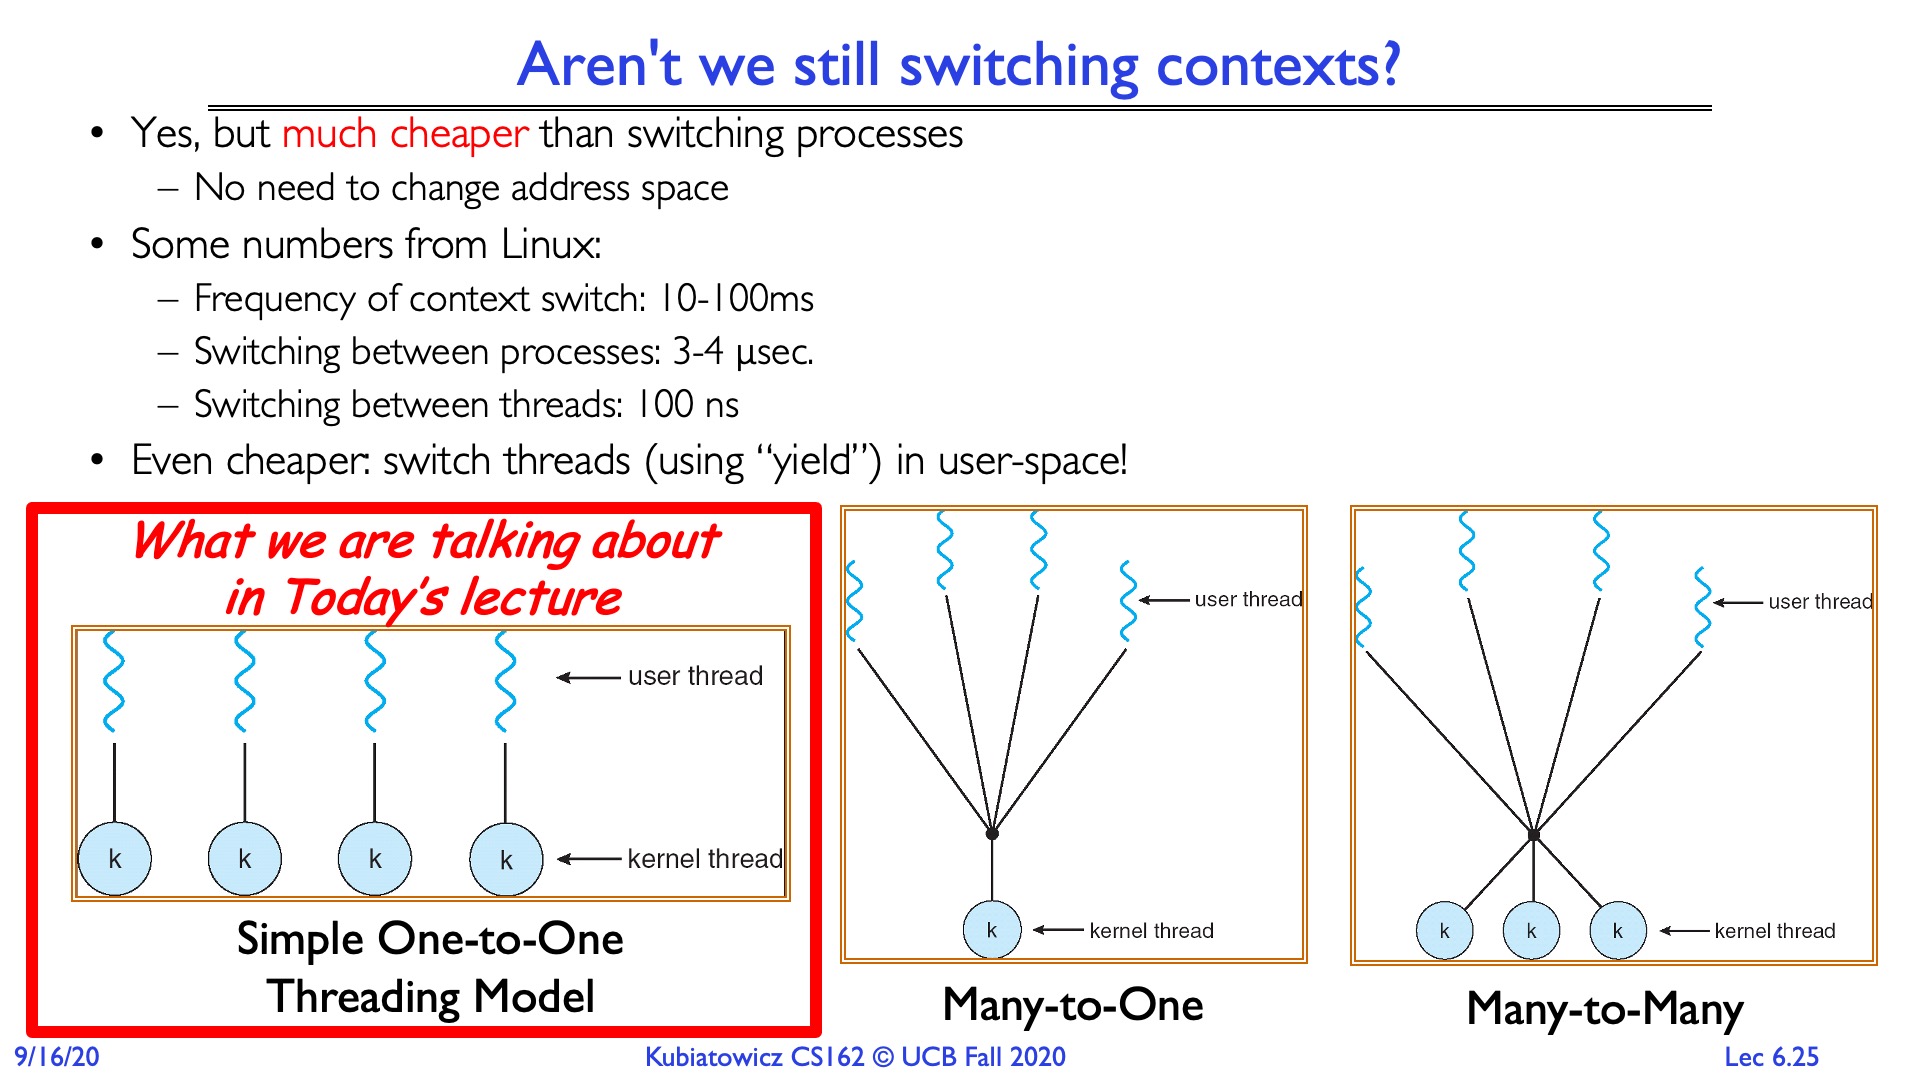 Aren't we still switching contexts?
• Yes, but much cheaper than switching processes
– No need to change address space
• Some numbers from Linux:
– Frequency of context switch: 10-100ms
– Switching between processes: 3-4 μsec.
– Switching between threads: 100 ns
• Even cheaper: switch threads (using “yield”) in user-space!
What we are talking about
in Today’s lecture
user thread
k k k k
kernel thread
Simple One-to-One
Threading Model
user thread
k
kernel thread
Many-to-One
user thread
k k k
kernel thread
Many-to-Many
9/16/20
Kubiatowicz CS162 © UCB Fall 2020
Lec 6.25